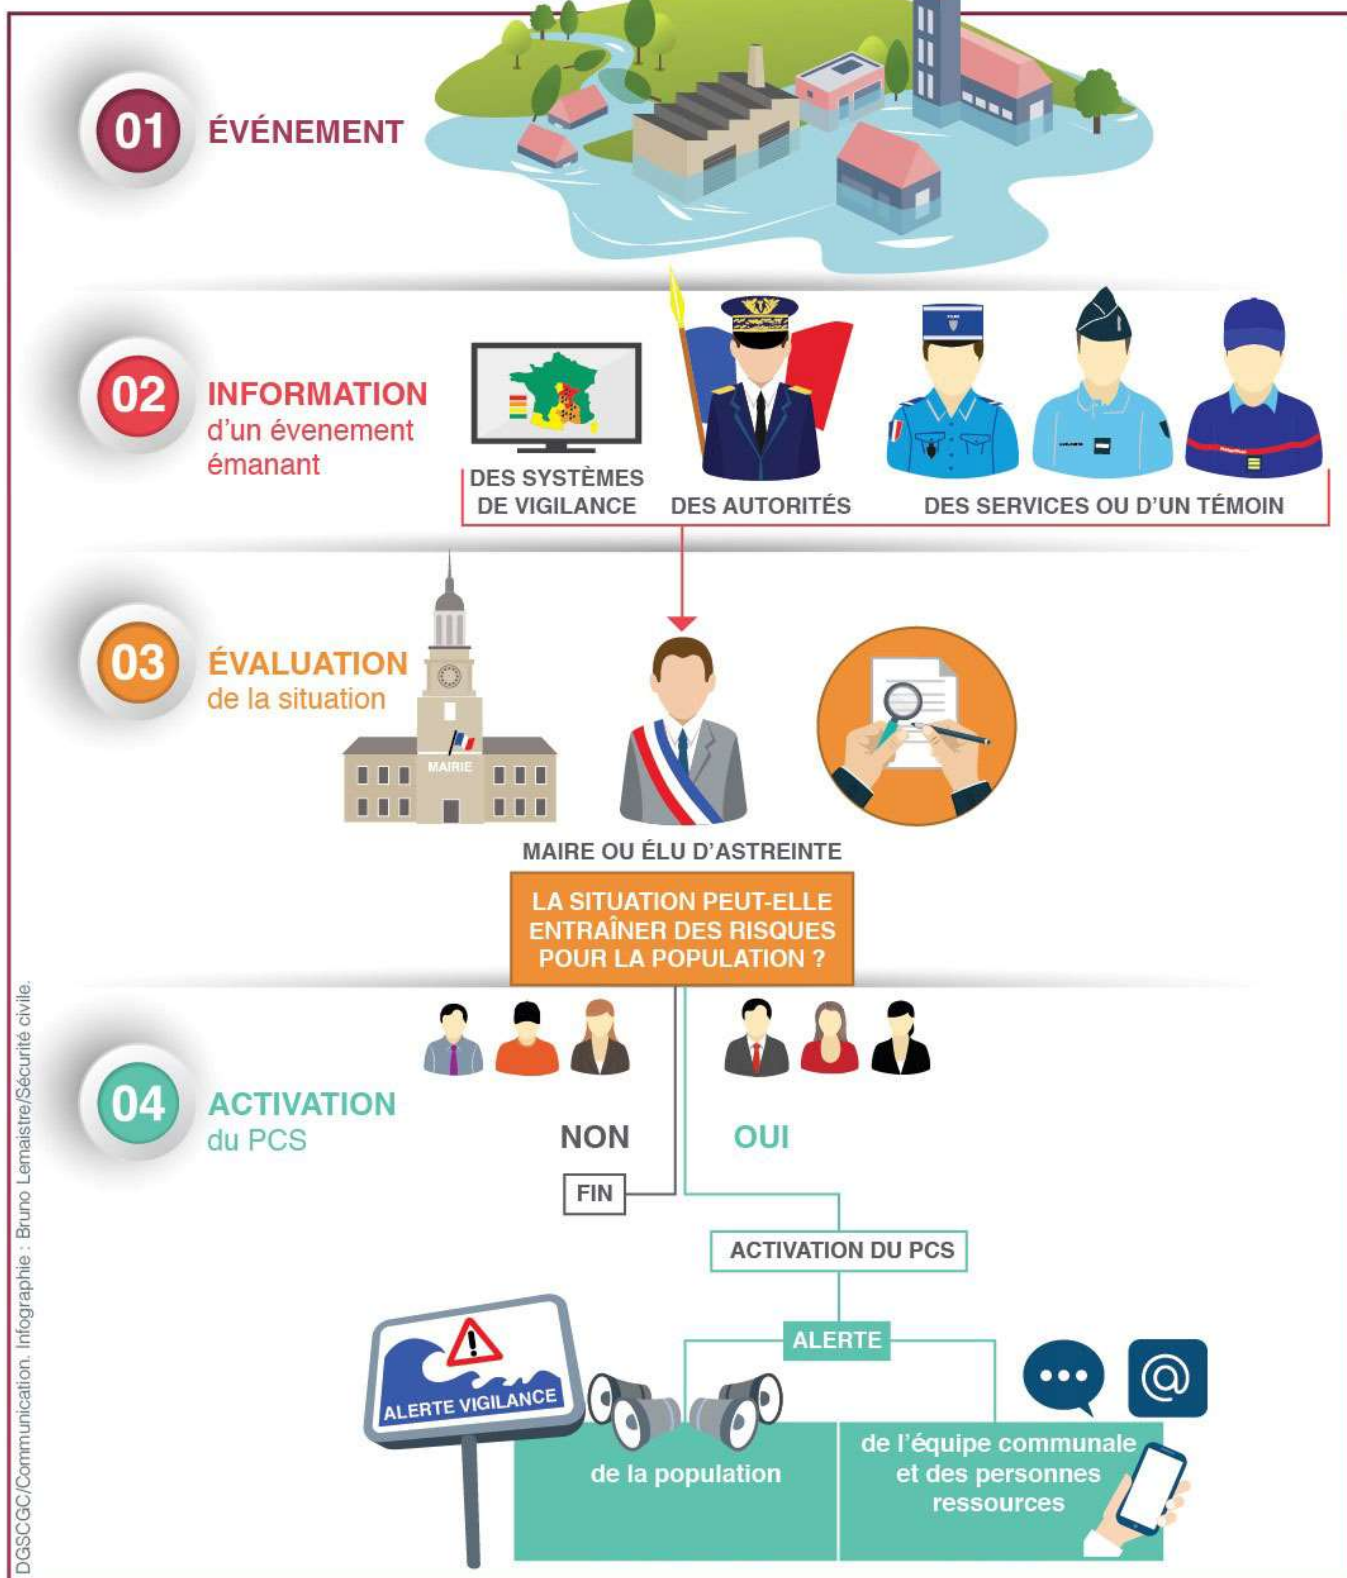 01
ÉVÉNEMENT
02
INFORMATION
d'un évenement
émanant
DES SYSTÈMES
DE VIGILANCE
DES AUTORITÉS
DES SERVICES OU D'UN TÉMOIN
03
ÉVALUATION
de la situation
MAIRIE
MAIRE OU ÉLU D'ASTREINTE
LA SITUATION PEUT-ELLE
ENTRAÎNER DES RISQUES
POUR LA POPULATION ?
04
ACTIVATION
du PCS
NON
OUI
FIN
ACTIVATION DU PCS
ALERTE
ALERTE VIGILANCE
de la population
de l'équipe communale
et des personnes
ressources
DGSCGC/Communication. Infographie : Bruno Lemaistre/Sécurité civile.